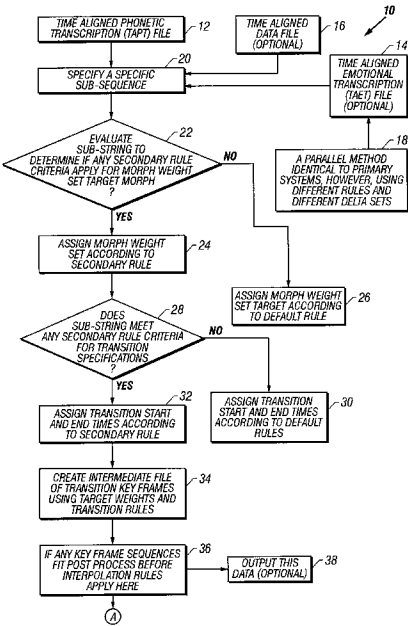 10
TIME ALIGNED PHONETIC
TRANSCRIPTION (TAPT) FILE
12
TIME ALIGNED
DATA FILE
(OPTIONAL)
16
14
TIME ALIGNED
EMOTIONAL
TRANSCRIPTION
(TAET) FILE
(OPTIONAL)
20
SPECIFY A SPECIFIC
SUB-SEQUENCE
18
A PARALLEL METHOD
IDENTICAL TO PRIMARY
SYSTEMS, HOWEVER, USING
DIFFERENT RULES AND
DIFFERENT DELTA SETS
22
EVALUATE
SUB-STRING TO
DETERMINE IF ANY SECONDARY RULE
CRITERIA APPLY FOR MORPH WEIGHT
SET TARGET MORPH
?
NO
YES
ASSIGN MORPH WEIGHT
SET ACCORDING TO
SECONDARY RULE
24
ASSIGN MORPH WEIGHT
SET TARGET ACCORDING
TO DEFAULT RULE
26
28
DOES
SUB-STRING MEET
ANY SECONDARY RULE CRITERIA
FOR TRANSITION
SPECIFICATIONS
?
NO
YES
32
ASSIGN TRANSITION START
AND END TIMES ACCORDING
TO SECONDARY RULE
ASSIGN TRANSITION START
AND END TIMES
ACCORDING TO DEFAULT
RULES
30
CREATE INTERMEDIATE FILE
OF TRANSITION KEY FRAMES
USING TARGET WEIGHTS AND
TRANSITION RULES
34
36
IF ANY KEY FRAME SEQUENCES
FIT POST PROCESS BEFORE
INTERPOLATION RULES
APPLY HERE
OUTPUT THIS
DATA (OPTIONAL)
38
A